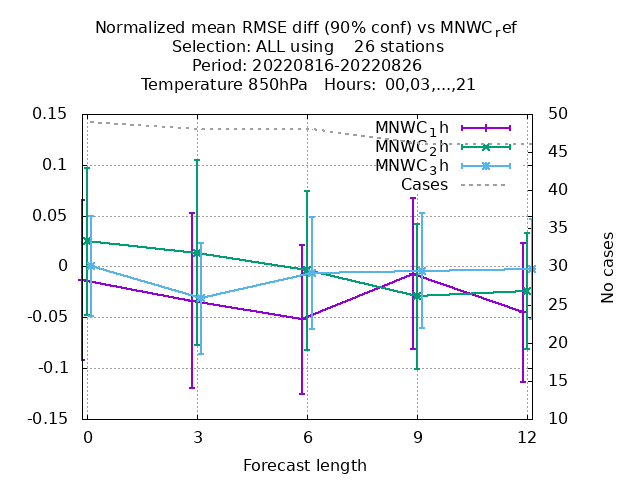 Normalized mean RMSE diff (90% conf) vs MNWC_ref
Selection: ALL using    26 stations
Period: 20220816-20220826
Temperature 850hPa   Hours:  00,03,...,21
MNWC_1h
MNWC_2h
MNWC_3h
Cases
0.15
0.1
0.05
0
-0.05
-0.1
-0.15
50
45
40
35
30
25
20
15
10
No cases
0 3 6 9 12
Forecast length